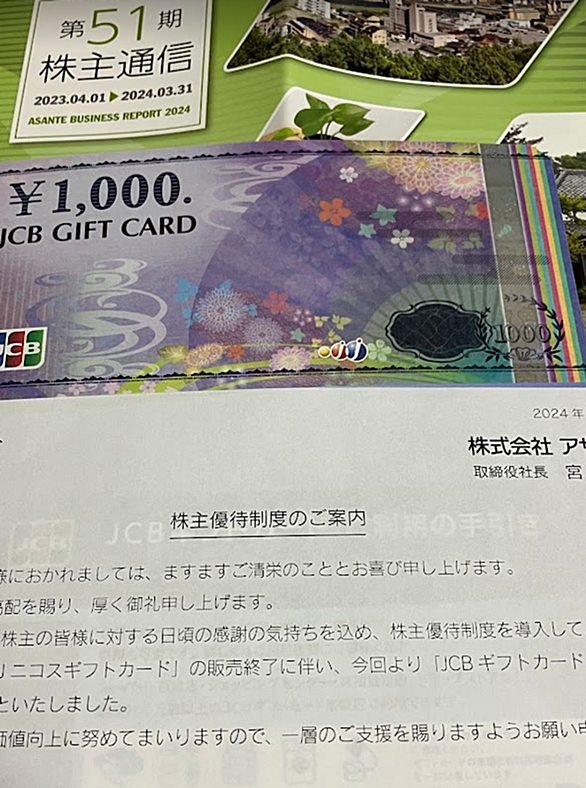 第51期
株主通信
2023.04.01 ▶ 2024.03.31
ASANTE BUSINESS REPORT 2024
¥1,000.
JCB GIFT CARD
JCB
1000
2024年
株式会社 アサ
取締役社長 宮
株主優待制度のご案内
様におかれましては、ますますご清栄のこととお喜び申し上げます。
高配を賜り、厚く御礼申し上げます。
株主の皆様に対する日頃の感謝の気持ちを込め、株主優待制度を導入して
リニコスギフトカード」の販売終了に伴い、今回より「JCBギフトカード
といたしました。
価値向上に努めてまいりますので、一層のご支援を賜りますようお願い申